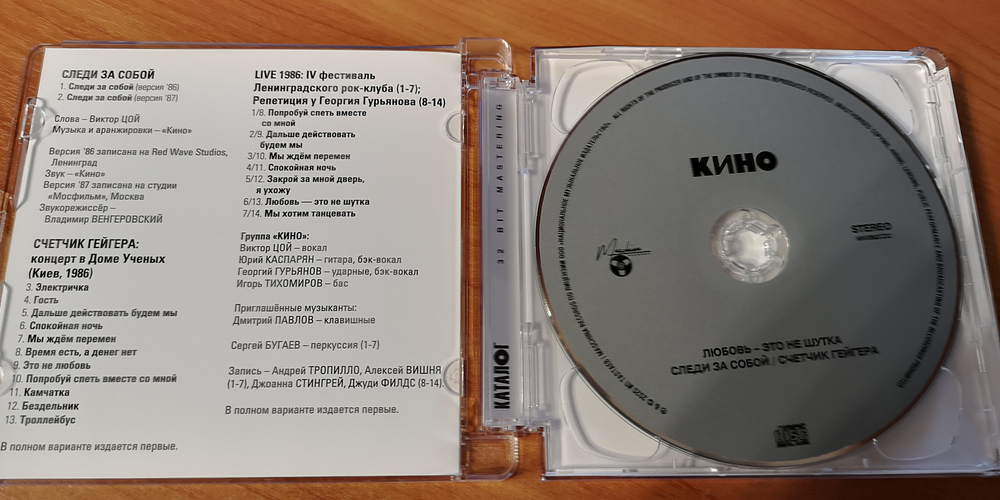 СЛЕДИ ЗА СОБОЙ
1. Следи за собой (версия '86)
2. Следи за собой (версия '87)
Слова – Виктор ЦОЙ
Музыка и аранжировки – «Кино»
Версия '86 записана на Red Wave Studios,
Ленинград
Звук – «Кино»
Версия '87 записана на студии
«Мосфильм», Москва
Звукорежиссёр –
Владимир ВЕНГЕРОВСКИЙ
СЧЕТЧИК ГЕЙГЕРА:
концерт в Доме Ученых
(Киев, 1986)
3. Электричка
4. Гость
5. Дальше действовать будем мы
6. Спокойная ночь
7. Мы ждём перемен
8. Время есть, а денег нет
9. Это не любовь
10. Попробуй спеть вместе со мной
11. Камчатка
12. Бездельник
13. Троллейбус
В полном варианте издается первые.
LIVE 1986: IV фестиваль
Ленинградского рок-клуба (1-7);
Репетиция у Георгия Гурьянова (8-14)
1/8. Попробуй спеть вместе
со мной
2/9. Дальше действовать
будем мы
3/10. Мы ждём перемен
4/11. Спокойная ночь
5/12. Закрой за мной дверь,
я ухожу
6/13. Любовь — это не шутка
7/14. Мы хотим танцевать
Группа «КИНО»:
Виктор ЦОЙ – вокал
Юрий КАСПАРЯН – гитара, бэк-вокал
Георгий ГУРЬЯНОВ – ударные, бэк-вокал
Игорь ТИХОМИРОВ – бас
Приглашённые музыканты:
Дмитрий ПАВЛОВ – клавишные
Сергей БУГАЕВ – перкуссия (1-7)
Запись – Андрей ТРОПИЛЛО, Алексей ВИШНЯ
(1-7), Джоанна СТИНГРЕЙ, Джуди ФИЛДС (8-14).
В полном варианте издается первые.
32 BIT MASTERING
КАТАЛОГ
КИНО
STEREO
ЛЮБОВЬ – ЭТО НЕ ШУТКА
СЛЕДИ ЗА СОБОЙ / СЧЕТЧИК ГЕЙГЕРА